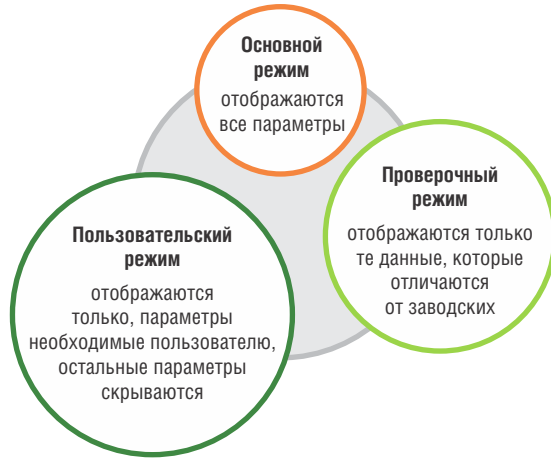 Основной
режим
отображаются
все параметры
Проверочный
режим
отображаются только
те данные, которые
отличаются
от заводских
Пользовательский
режим
отображаются
только, параметры
необходимые пользователю,
остальные параметры
скрываются